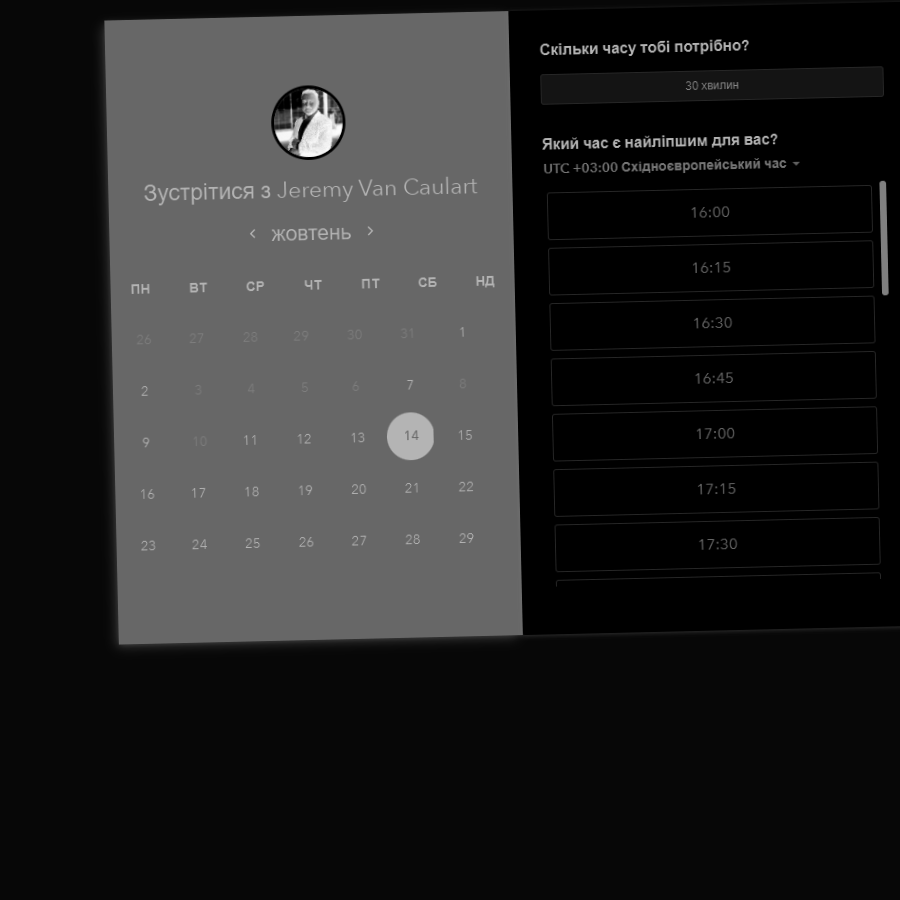 Зустрітися з Jeremy Van Caulart
жовтень
ПН ВТ СР ЧТ ПТ СБ НД
26 27 28 29 30 31 1
2 3 4 5 6 7 8
9 10 11 12 13 14 15
16 17 18 19 20 21 22
23 24 25 26 27 28 29
Скільки часу тобі потрібно?
30 хвилин
Який час є найліпшим для вас?
UTC +03:00 Східноєвропейський час
16:00
16:15
16:30
16:45
17:00
17:15
17:30